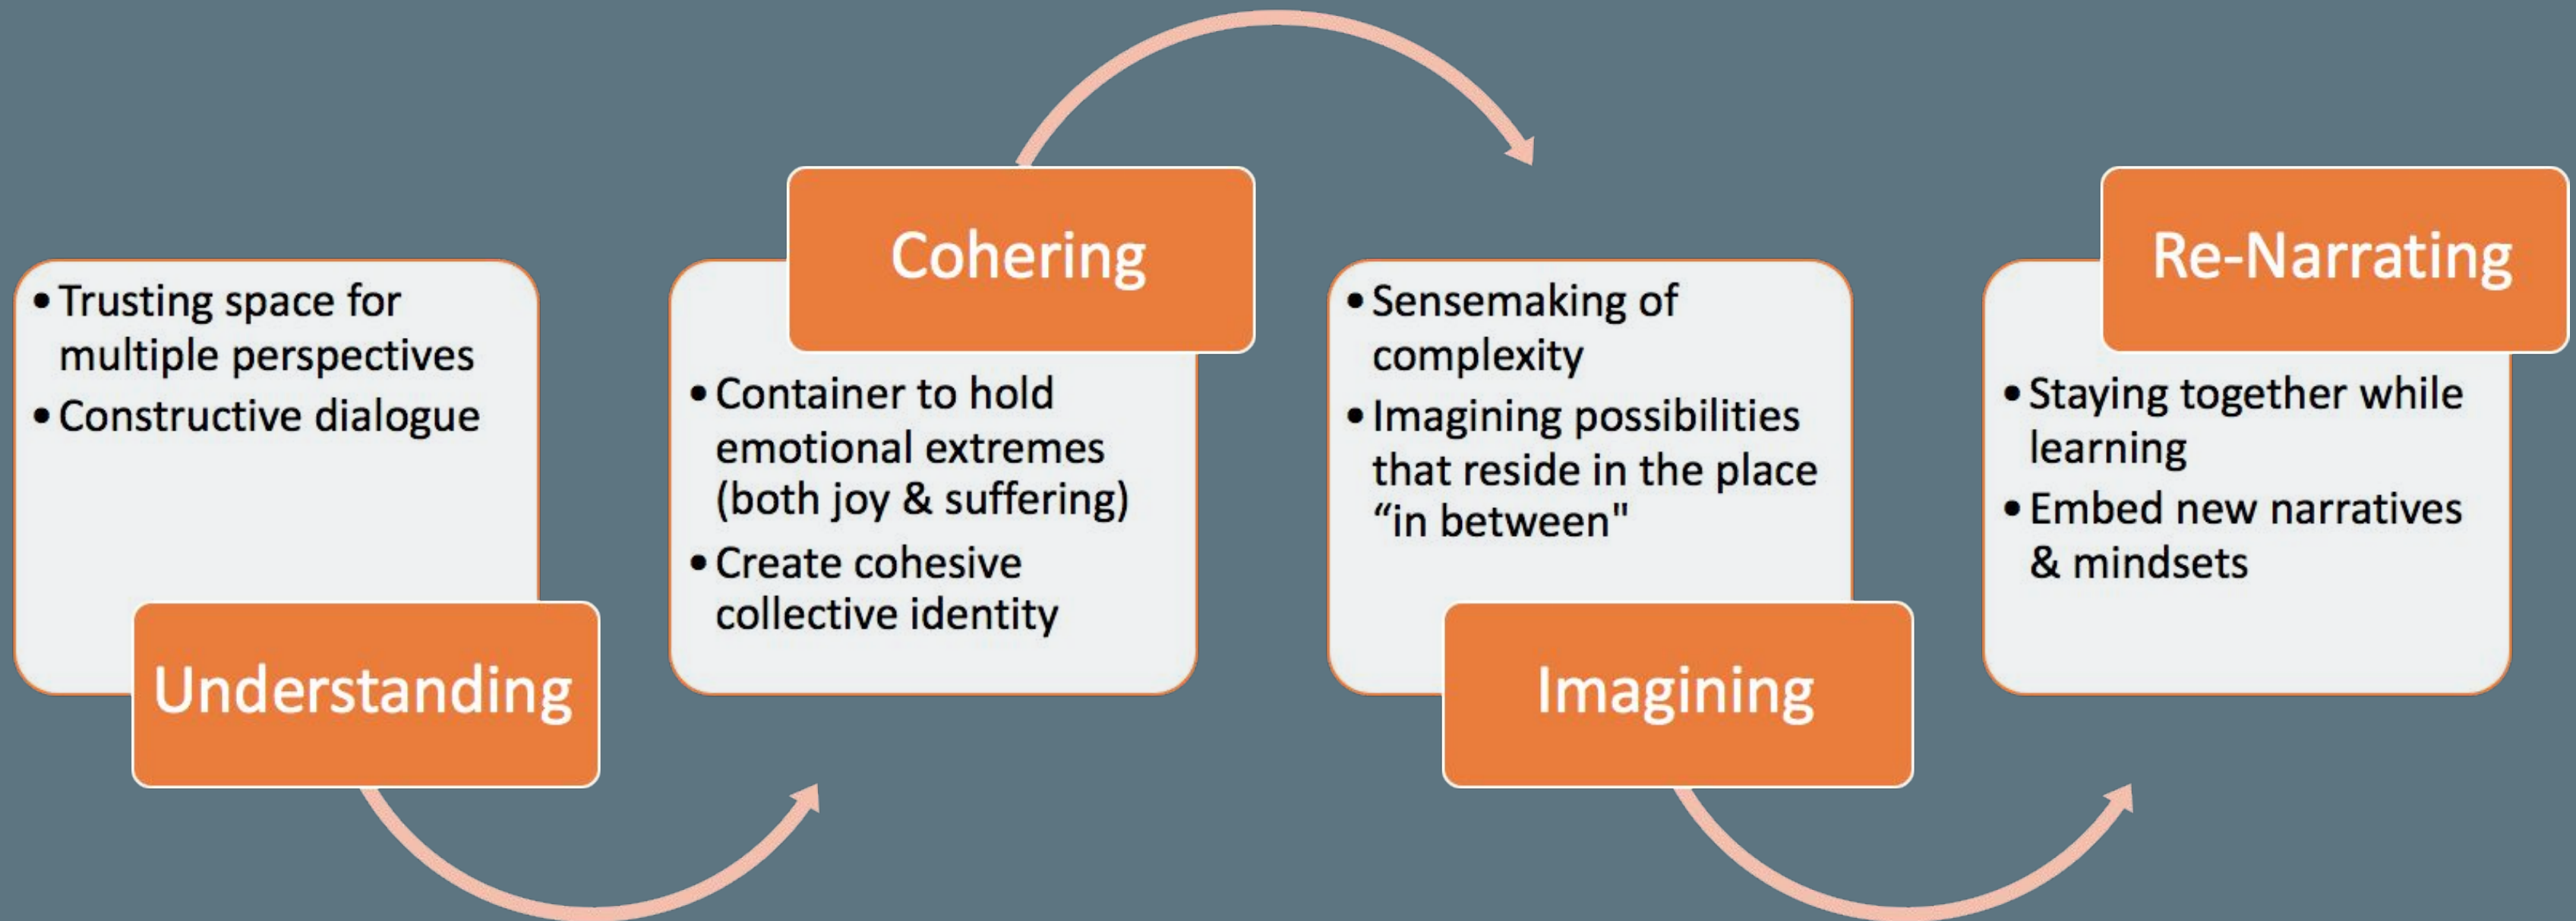 • Trusting space for
multiple perspectives
• Constructive dialogue
Understanding
Cohering
• Container to hold
emotional extremes
(both joy & suffering)
• Create cohesive
collective identity
• Sensemaking of
complexity
• Imagining possibilities
that reside in the place
“in between"
Imagining
Re-Narrating
• Staying together while
learning
• Embed new narratives
& mindsets